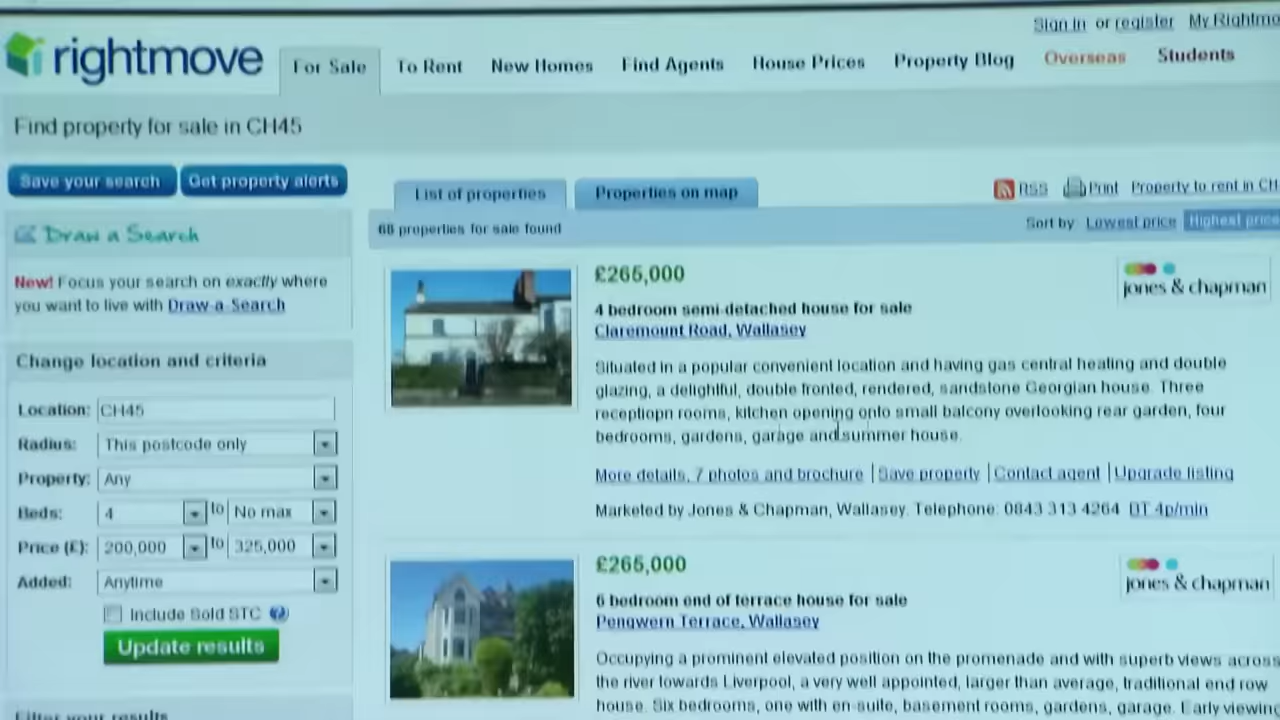 Sign in or register My Rightmo
rightmove
For Sale To Rent New Homes Find Agents House Prices Property Blog Overseas Students
Find property for sale in CH45
Save your search Get property alerts
List of properties Properties on map
RSS Print Property to rent in CH
68 properties for sale found
Sort by Lowest price Highest price
Draw a Search
New! Focus your search on exactly where
you want to live with Draw-a-Search
Change location and criteria
Location: CH45
Radius: This postcode only
Property: Any
Beds: 4 to No max
Price (£): 200,000 to 325,000
Added: Anytime
Include Sold STC
Update results
Filter your results
£265,000
jones & chapman
4 bedroom semi-detached house for sale
Claremount Road, Wallasey
Situated in a popular convenient location and having gas central heating and double
glazing, a delightful, double fronted, rendered, sandstone Georgian house. Three
receptiopn rooms, kitchen opening onto small balcony overlooking rear garden, four
bedrooms, gardens, garage and summer house.
More details, 7 photos and brochure | Save property | Contact agent | Upgrade listing
Marketed by Jones & Chapman, Wallasey. Telephone: 0843 313 4264 BT 4p/min
£265,000
jones & chapman
6 bedroom end of terrace house for sale
Pengwern Terrace, Wallasey
Occupying a prominent elevated position on the promenade and with superb views across
the river towards Liverpool, a very well appointed, larger than average, traditional end row
house. Six bedrooms, one with en-suite, basement rooms, gardens, garage. Early viewing